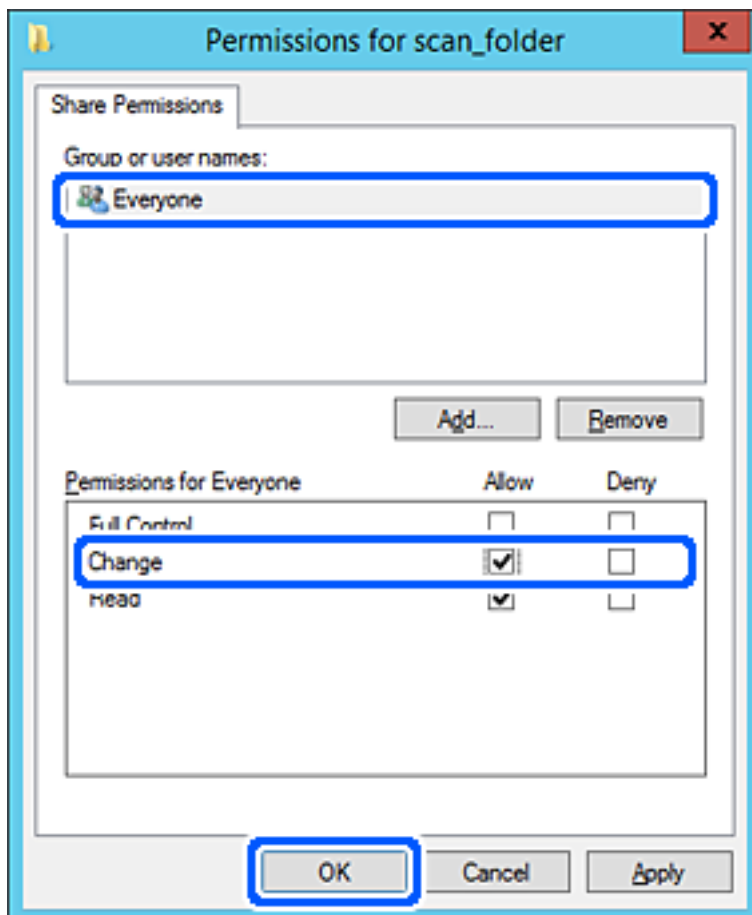 Permissions for scan_folder
x
Share Permissions
Group or user names:
Everyone
Add... Remove
Permissions for Everyone Allow Deny
Full Control
Change
Read
OK Cancel Apply